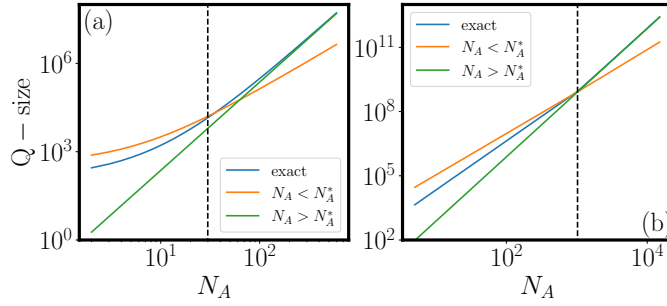 (a)
Q − size
10^6
10^3
10^0
10^1
10^2
N_A
exact
N_A < N_A^*
N_A > N_A^*
10^11
10^8
10^5
10^2
10^2
10^4
N_A
exact
N_A < N_A^*
N_A > N_A^*
(b)